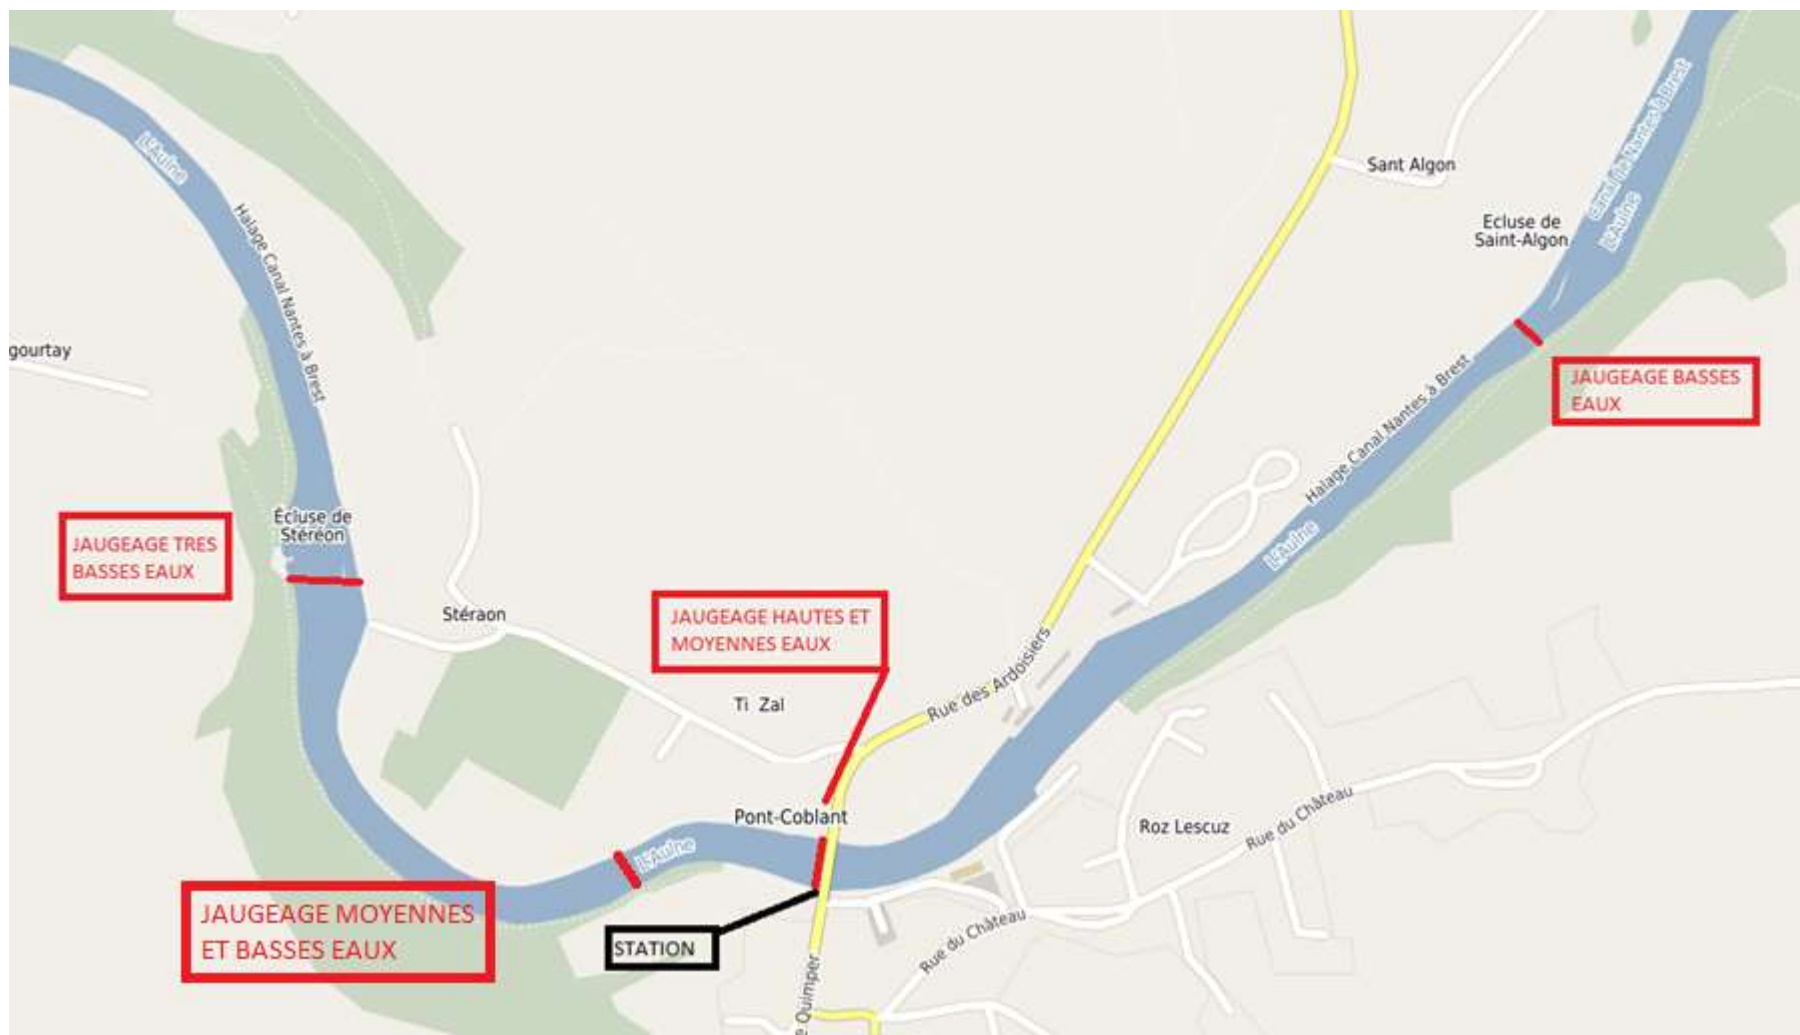 L'Aulne
Halage Canal Nantes à Brest
gourtay
JAUGEAGE TRES
BASSES EAUX
Écluse de
Stéréon
Stéraon
JAUGEAGE HAUTES ET
MOYENNES EAUX
Ti Zal
Pont-Coblant
L'Aulne
JAUGEAGE MOYENNES
ET BASSES EAUX
STATION
e Quimper
Rue des Ardoisiers
Sant Algon
Ecluse de
Saint-Algon
Canal de Nantes à Brest
L'Aulne
JAUGEAGE BASSES
EAUX
Halage Canal Nantes à Brest
L'Aulne
Roz Lescuz
Rue du Château
Rue du Château